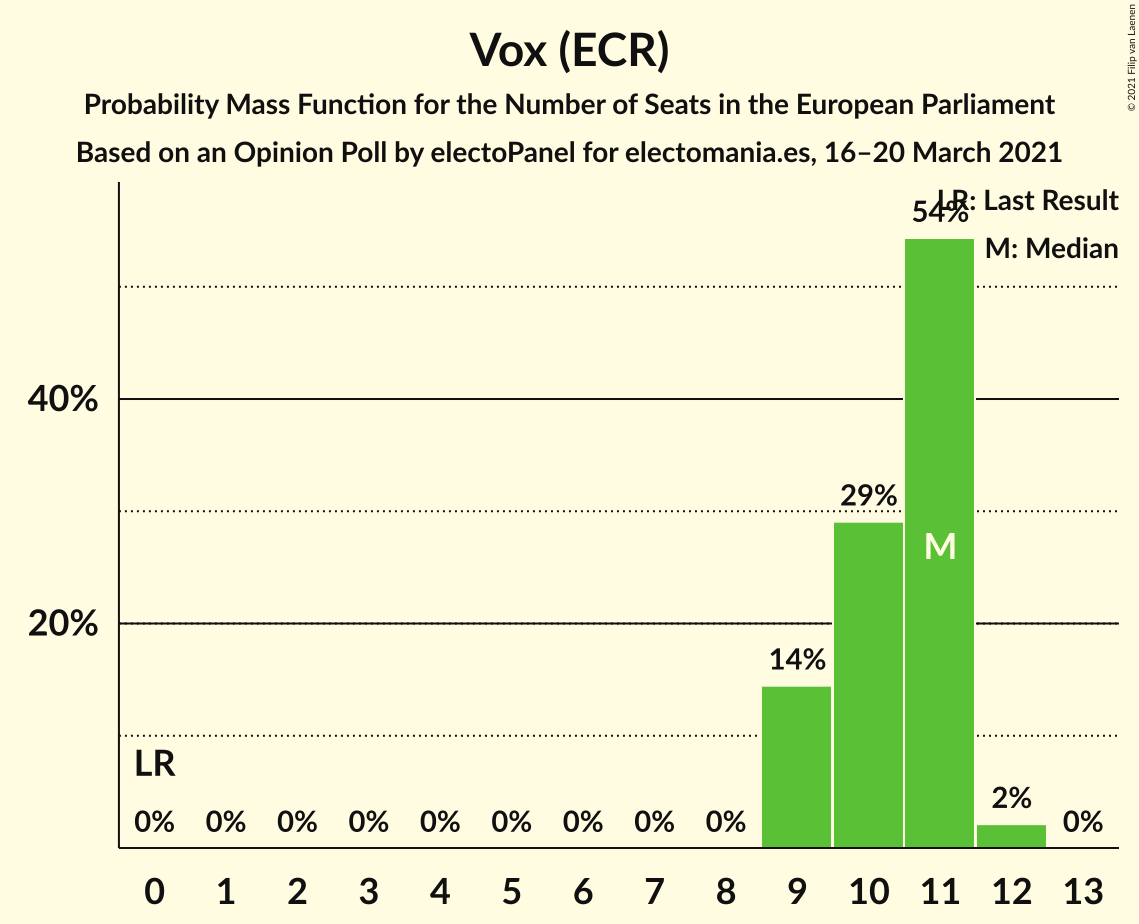 © 2021 Filip van Laenen
Vox (ECR)
Probability Mass Function for the Number of Seats in the European Parliament
Based on an Opinion Poll by electoPanel for electomania.es, 16–20 March 2021
LR: Last Result
54%
M: Median
40%
29%
M
20%
14%
LR
2%
0% 0% 0% 0% 0% 0% 0% 0% 0% 0%
0 1 2 3 4 5 6 7 8 9 10 11 12 13